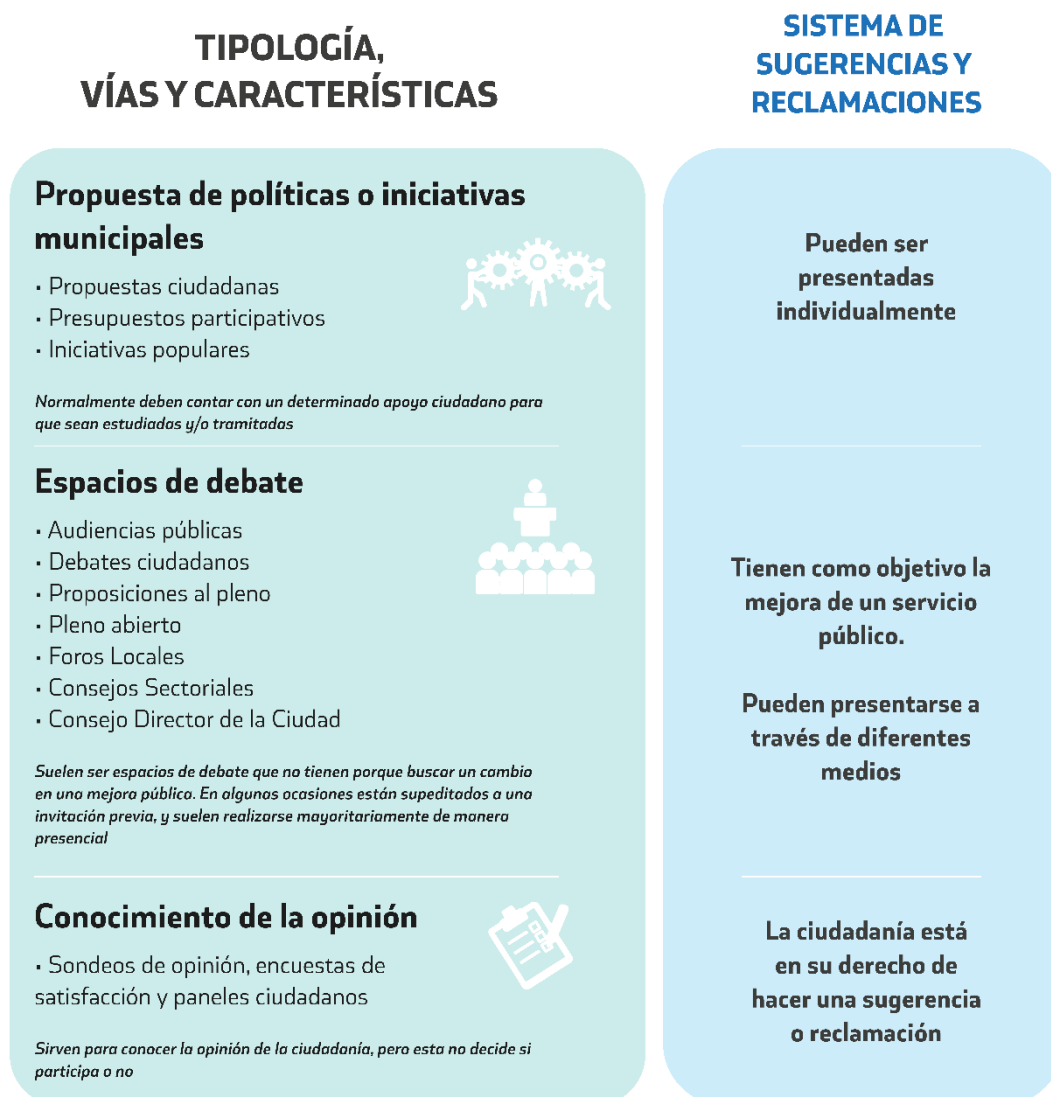 TIPOLOGÍA,
VÍAS Y CARACTERÍSTICAS
SISTEMA DE
SUGERENCIAS Y
RECLAMACIONES
Propuesta de políticas o iniciativas
municipales
· Propuestas ciudadanas
· Presupuestos participativos
· Iniciativas populares
Normalmente deben contar con un determinado apoyo ciudadano para
que sean estudiadas y/o tramitadas
Pueden ser
presentadas
individualmente
Espacios de debate
· Audiencias públicas
· Debates ciudadanos
· Proposiciones al pleno
· Pleno abierto
· Foros Locales
· Consejos Sectoriales
· Consejo Director de la Ciudad
Suelen ser espacios de debate que no tienen porque buscar un cambio
en una mejora pública. En algunas ocasiones están supeditados a una
invitación previa, y suelen realizarse mayoritariamente de manera
presencial
Tienen como objetivo la
mejora de un servicio
público.
Pueden presentarse a
través de diferentes
medios
Conocimiento de la opinión
· Sondeos de opinión, encuestas de
satisfacción y paneles ciudadanos
Sirven para conocer la opinión de la ciudadanía, pero esta no decide si
participa o no
La ciudadanía está
en su derecho de
hacer una sugerencia
o reclamación